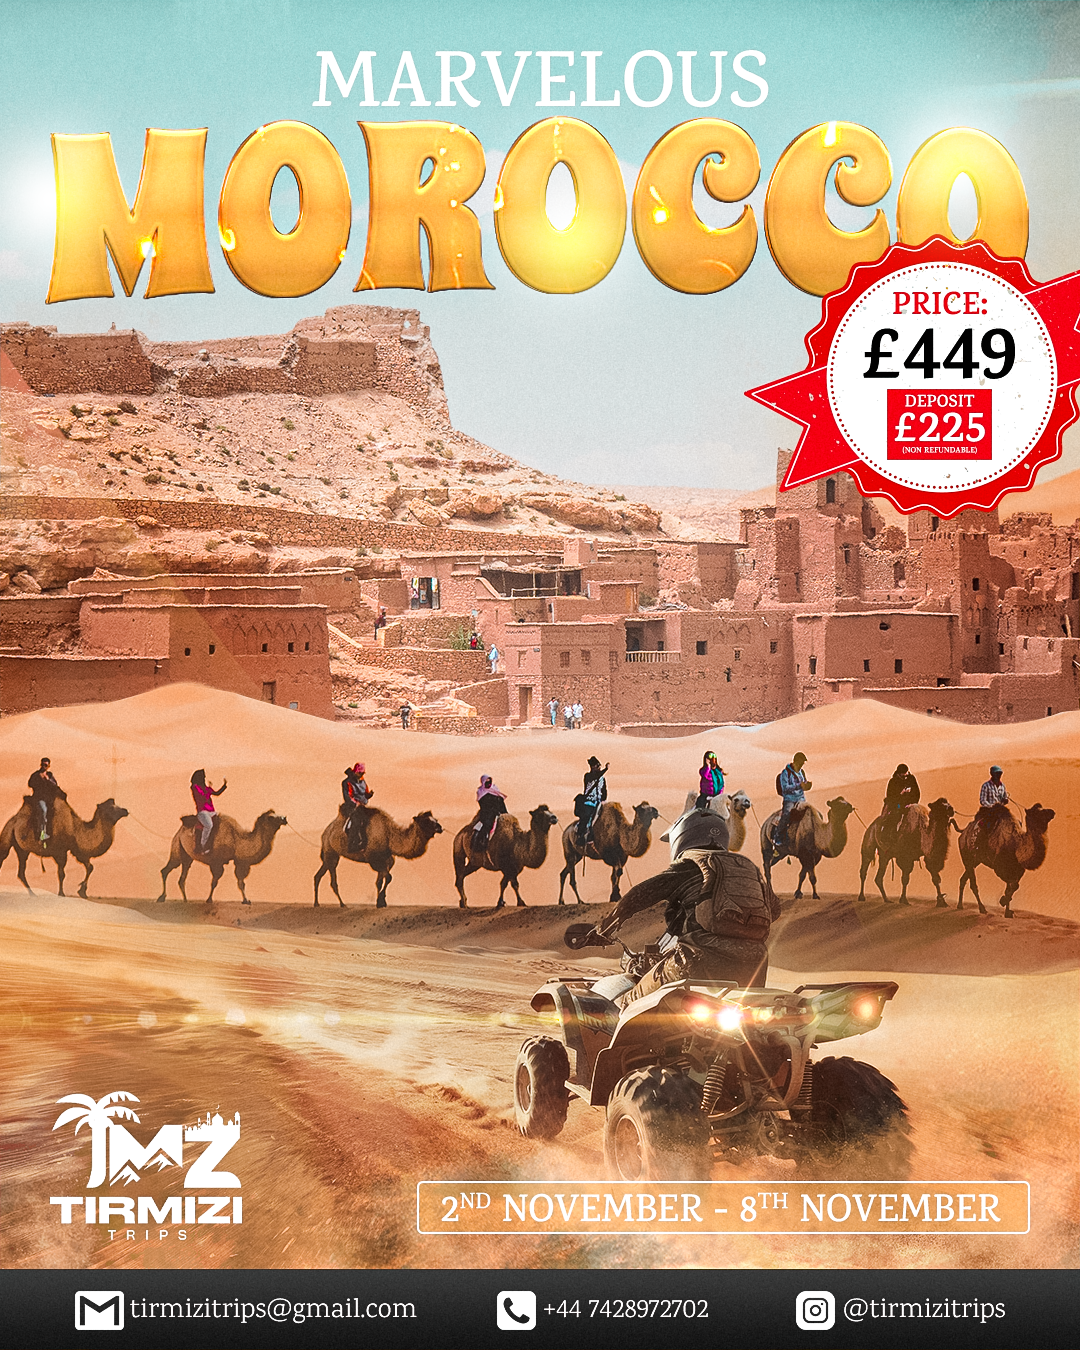 MARVELOUS
MOROCCO
PRICE:
£449
DEPOSIT
£225
(NON REFUNDABLE)
TMZ
TIRMIZI
TRIPS
2ND NOVEMBER - 8TH NOVEMBER
tirmizitrips@gmail.com
+44 7428972702
@tirmizitrips